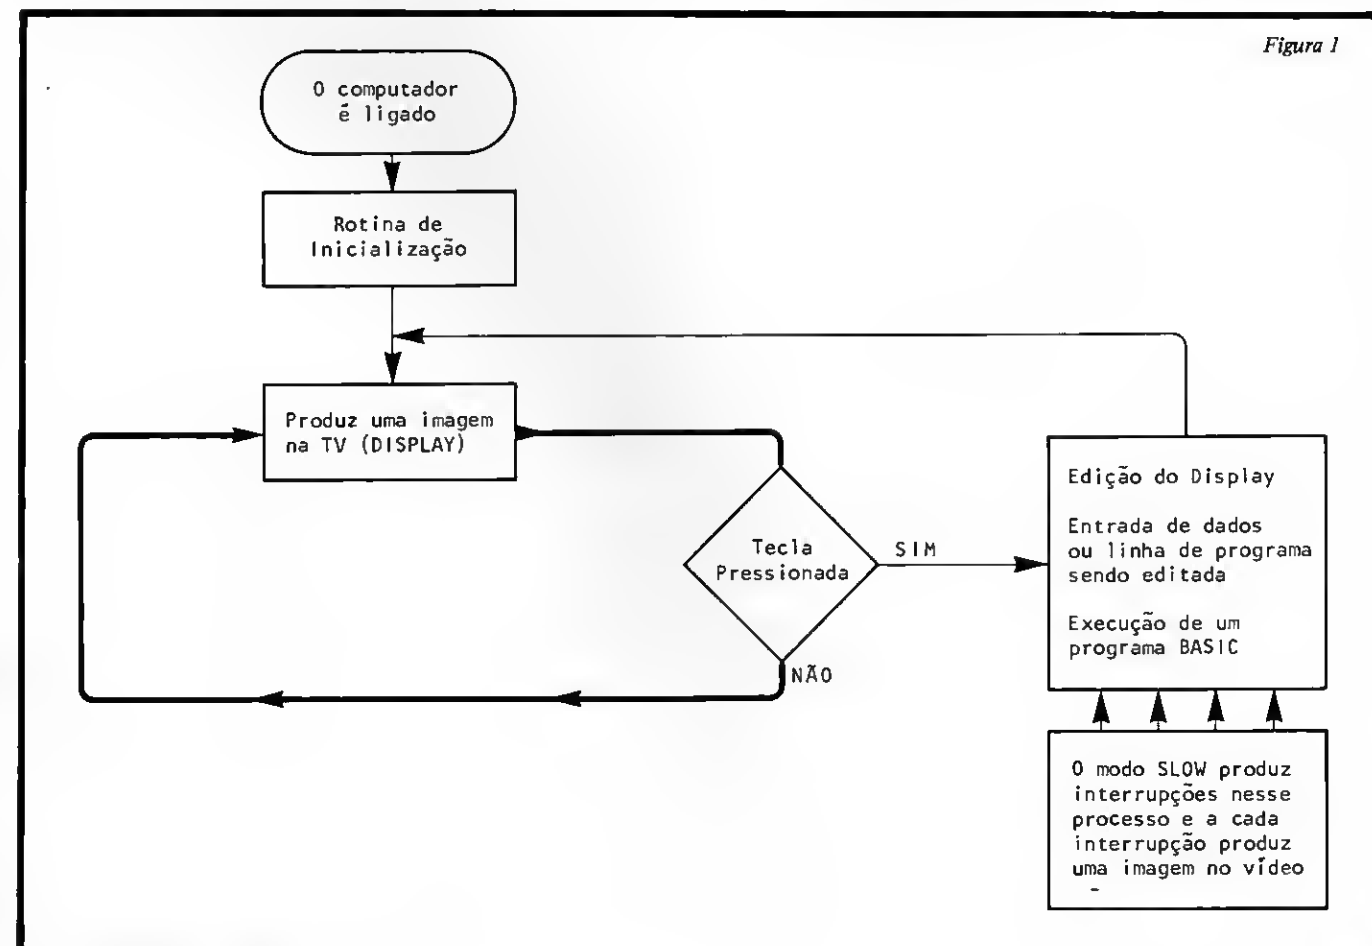 Figura 1
O computador
é ligado
Rotina de
Inicialização
Produz uma imagem
na TV (DISPLAY)
Tecla
Pressionada
SIM
NÃO
Edição do Display
Entrada de dados
ou linha de programa
sendo editada
Execução de um
programa BASIC
O modo SLOW produz
interrupções nesse
processo e a cada
interrupção produz
uma imagem no vídeo